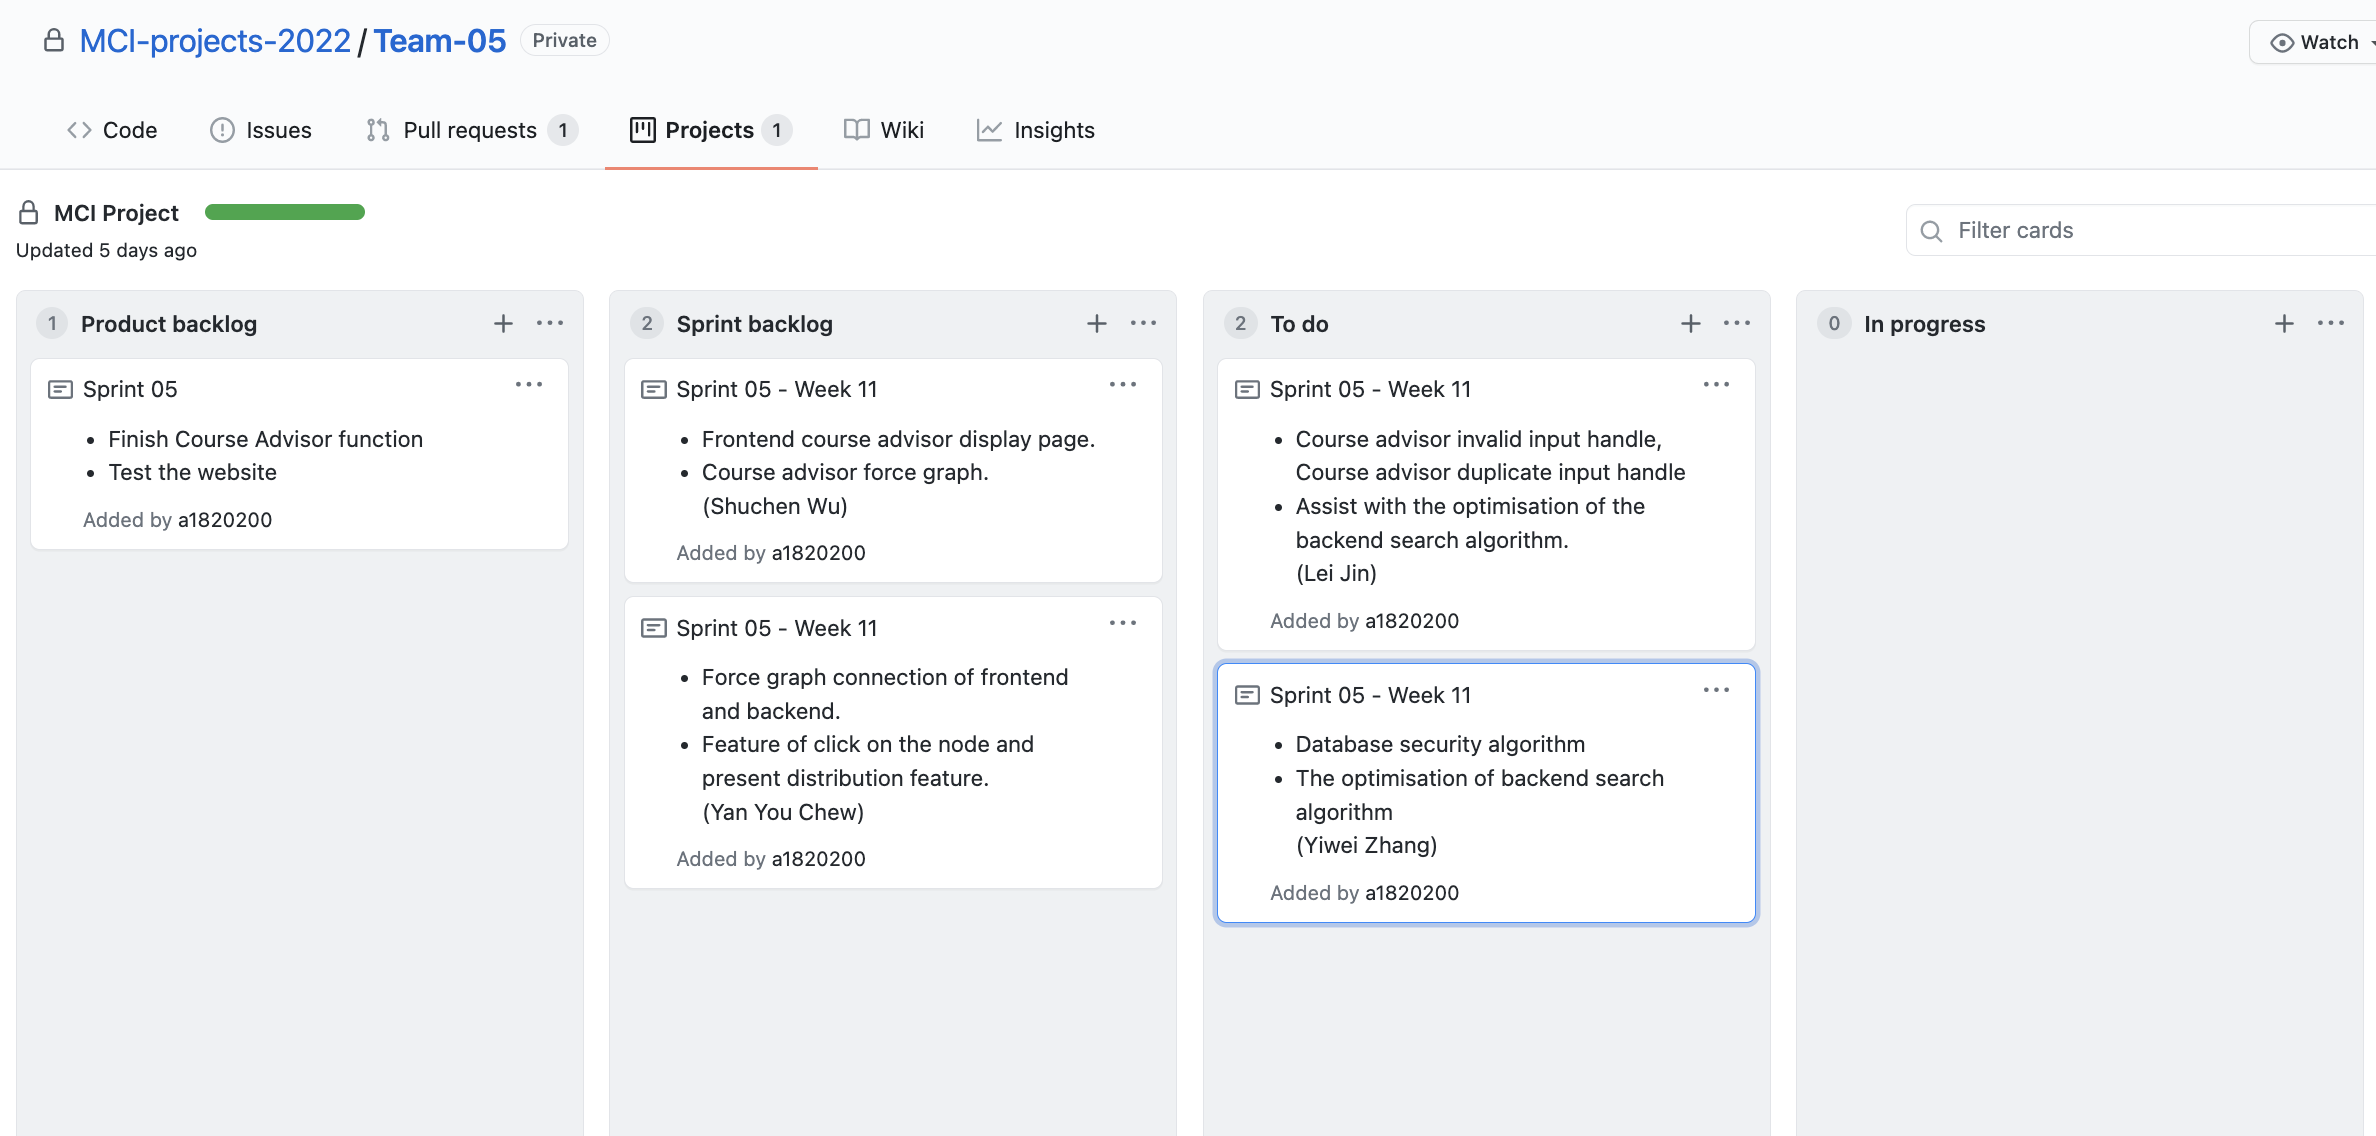 MCI-projects-2022 / Team-05 Private
Watch
Code Issues Pull requests 1 Projects 1 Wiki Insights
MCI Project
Updated 5 days ago
Filter cards
1 Product backlog
Sprint 05
• Finish Course Advisor function
• Test the website
Added by a1820200
2 Sprint backlog
Sprint 05 - Week 11
• Frontend course advisor display page.
• Course advisor force graph.
(Shuchen Wu)
Added by a1820200
Sprint 05 - Week 11
• Force graph connection of frontend
and backend.
• Feature of click on the node and
present distribution feature.
(Yan You Chew)
Added by a1820200
2 To do
Sprint 05 - Week 11
• Course advisor invalid input handle,
Course advisor duplicate input handle
• Assist with the optimisation of the
backend search algorithm.
(Lei Jin)
Added by a1820200
Sprint 05 - Week 11
• Database security algorithm
• The optimisation of backend search
algorithm
(Yiwei Zhang)
Added by a1820200
0 In progress